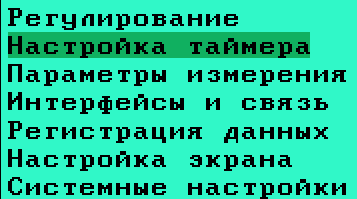 Регулирование
Настройка таймера
Параметры измерения
Интерфейсы и связь
Регистрация данных
Настройка экрана
Системные настройки